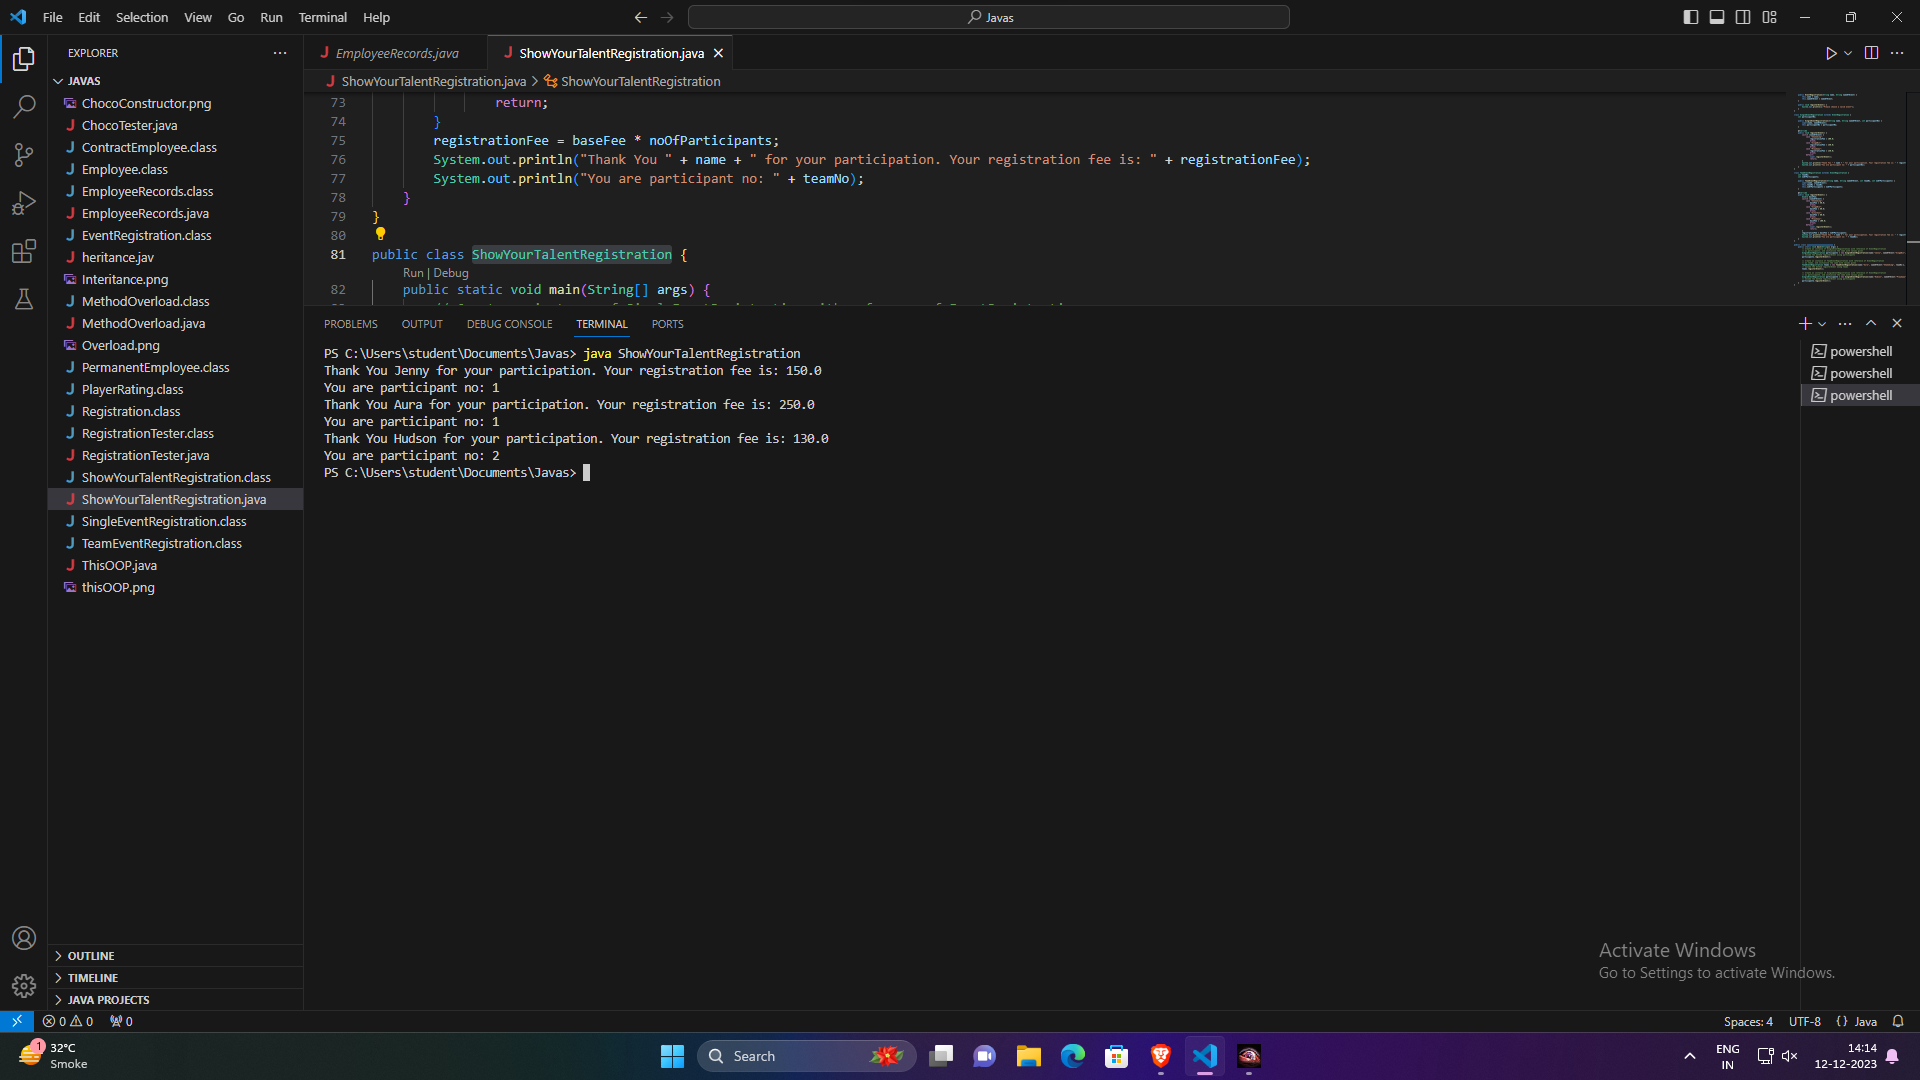 File Edit Selection View Go Run Terminal Help
Javas
EXPLORER
JAVAS
ChocoConstructor.png
ChocoTester.java
ContractEmployee.class
Employee.class
EmployeeRecords.class
EmployeeRecords.java
EventRegistration.class
heritance.jav
Interitance.png
MethodOverload.class
MethodOverload.java
Overload.png
PermanentEmployee.class
PlayerRating.class
Registration.class
RegistrationTester.class
RegistrationTester.java
ShowYourTalentRegistration.class
ShowYourTalentRegistration.java
SingleEventRegistration.class
TeamEventRegistration.class
ThisOOP.java
thisOOP.png
OUTLINE
TIMELINE
JAVA PROJECTS
EmployeeRecords.java ShowYourTalentRegistration.java
ShowYourTalentRegistration.java > ShowYourTalentRegistration
73 return;
74 }
75 registrationFee = baseFee * noOfParticipants;
76 System.out.println("Thank You " + name + " for your participation. Your registration fee is: " + registrationFee);
77 System.out.println("You are participant no: " + teamNo);
78 }
79 }
80
81 public class ShowYourTalentRegistration {
Run | Debug
82 public static void main(String[] args) {
PROBLEMS OUTPUT DEBUG CONSOLE TERMINAL PORTS
PS C:\Users\student\Documents\Javas> java ShowYourTalentRegistration
Thank You Jenny for your participation. Your registration fee is: 150.0
You are participant no: 1
Thank You Aura for your participation. Your registration fee is: 250.0
You are participant no: 1
Thank You Hudson for your participation. Your registration fee is: 130.0
You are participant no: 2
PS C:\Users\student\Documents\Javas>
powershell
powershell
powershell
Activate Windows
Go to Settings to activate Windows.
0 0 0
Spaces: 4 UTF-8 {} Java
1
32°C
Smoke
Search
ENG
IN
14:14
12-12-2023